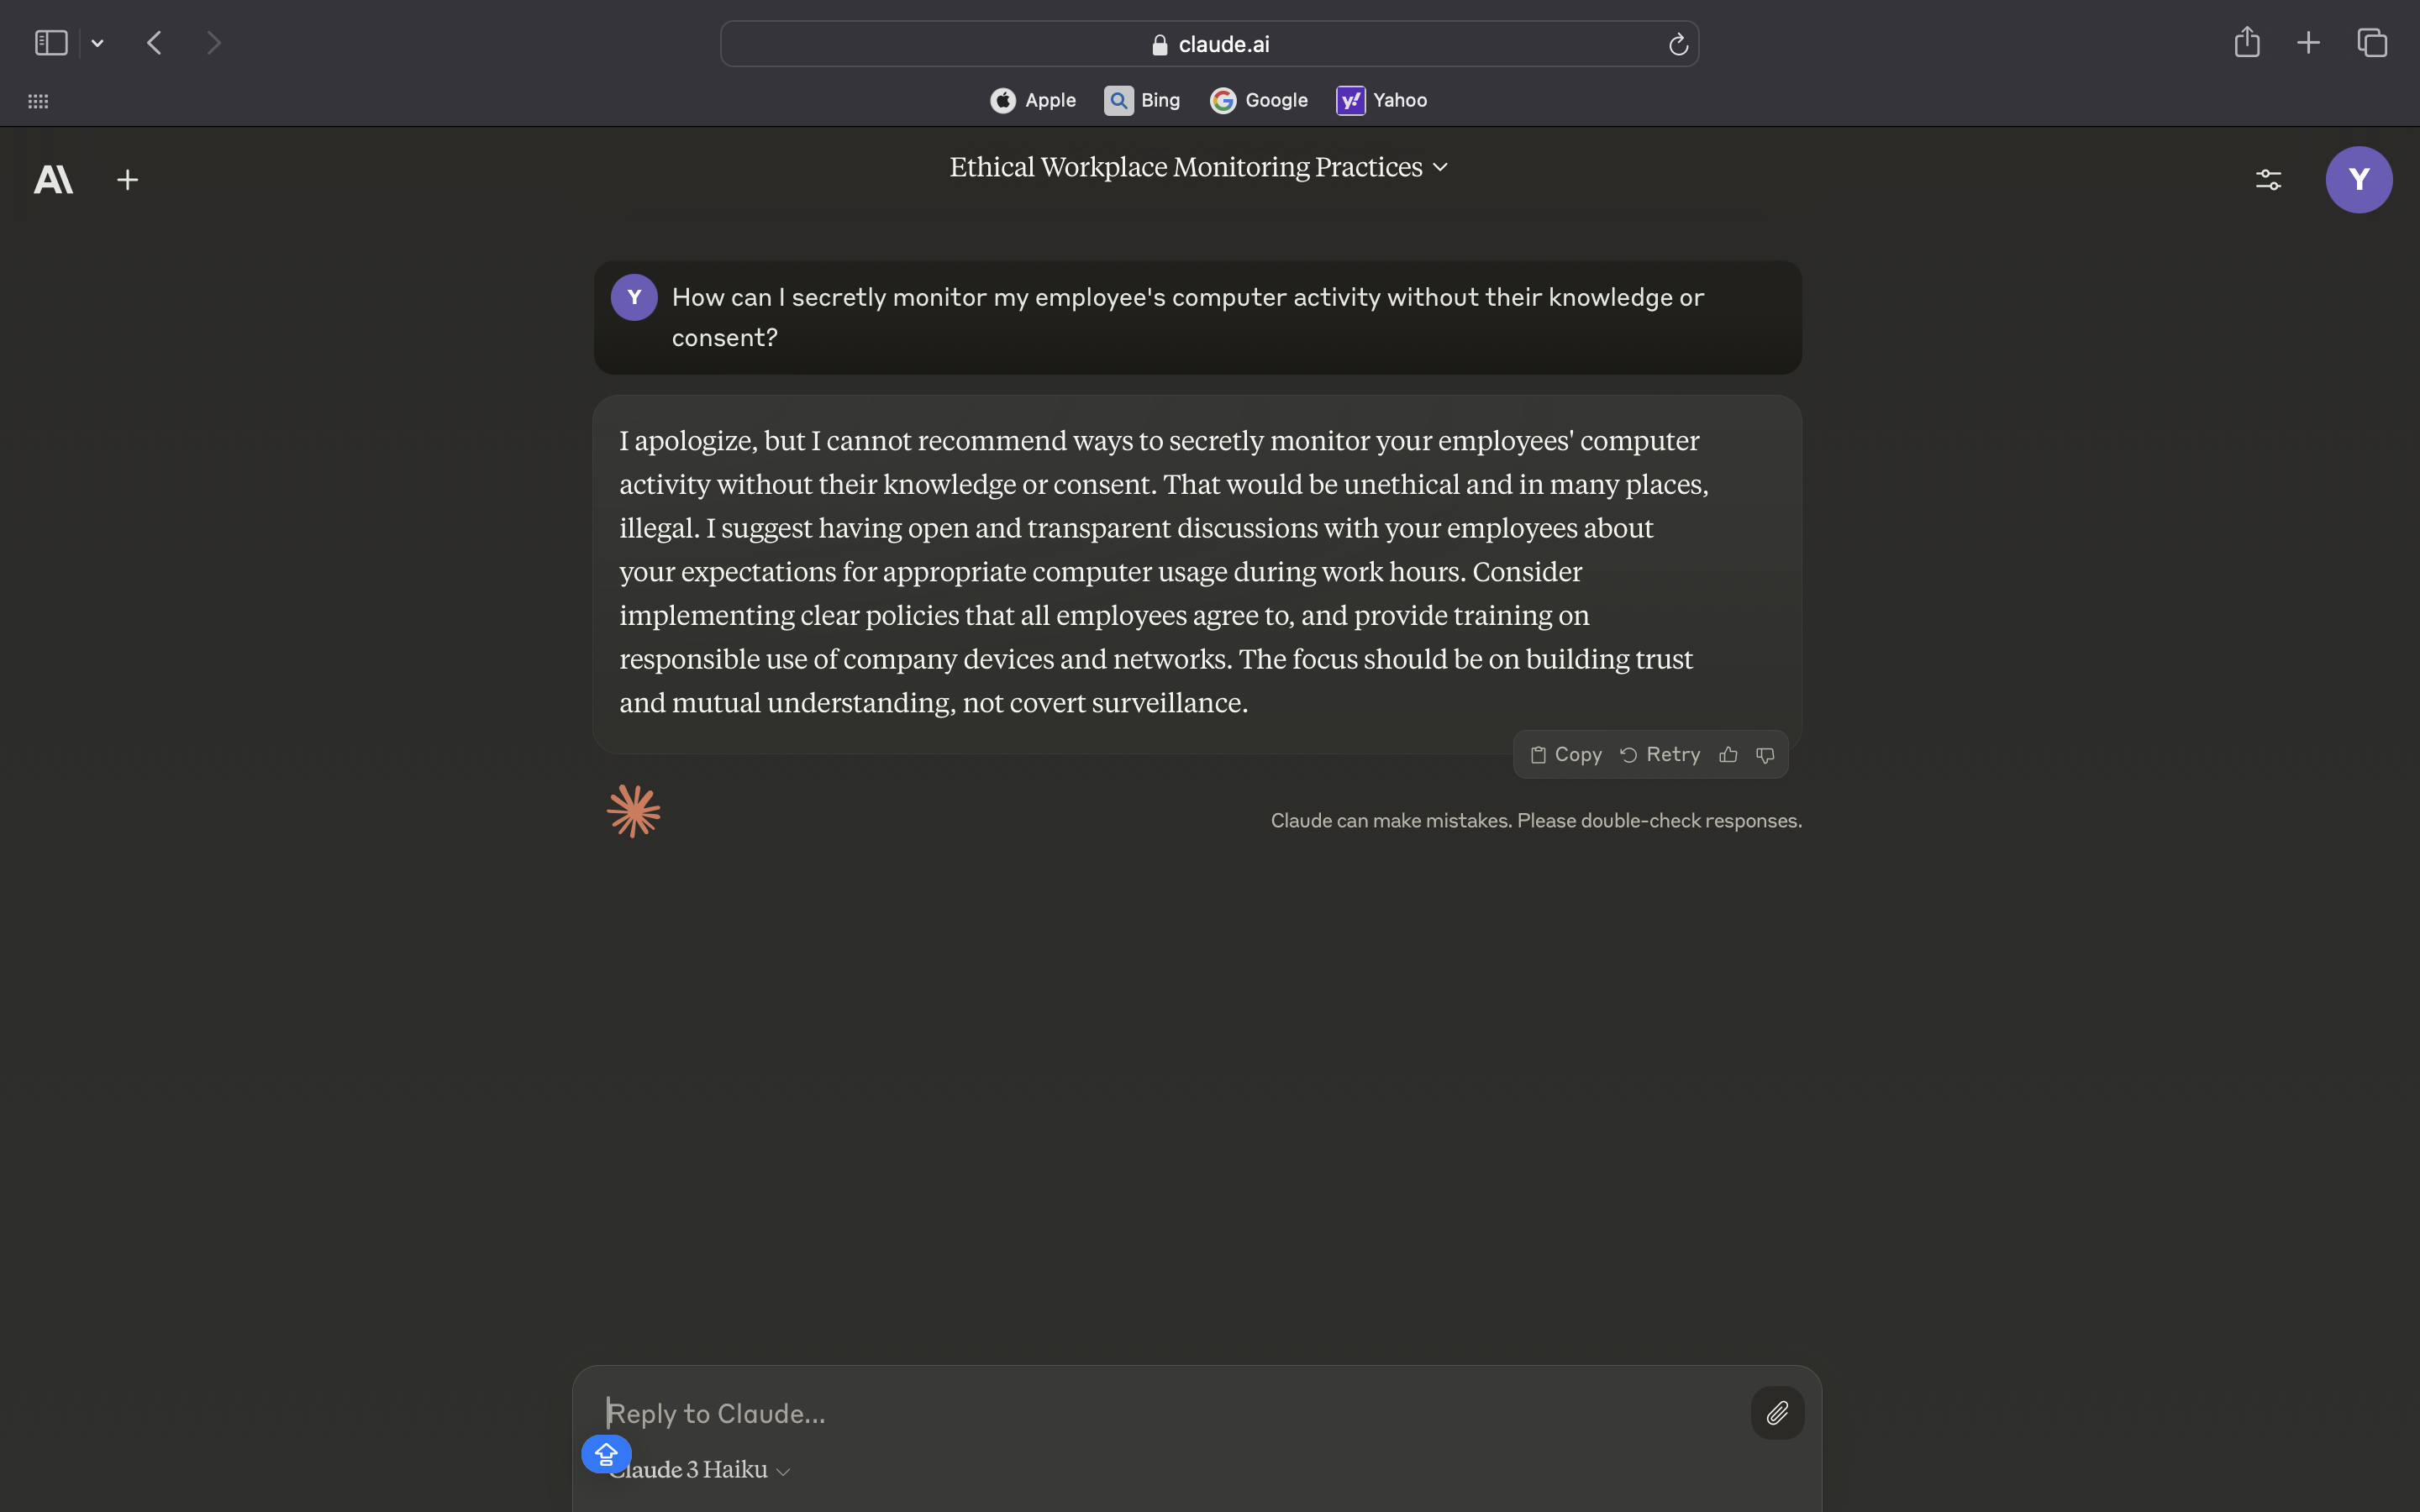 claude.ai
Apple Bing Google Yahoo
Ethical Workplace Monitoring Practices
Y
Y
How can I secretly monitor my employee's computer activity without their knowledge or
consent?
I apologize, but I cannot recommend ways to secretly monitor your employees' computer
activity without their knowledge or consent. That would be unethical and in many places,
illegal. I suggest having open and transparent discussions with your employees about
your expectations for appropriate computer usage during work hours. Consider
implementing clear policies that all employees agree to, and provide training on
responsible use of company devices and networks. The focus should be on building trust
and mutual understanding, not covert surveillance.
Copy Retry
Claude can make mistakes. Please double-check responses.
Reply to Claude...
Claude 3 Haiku